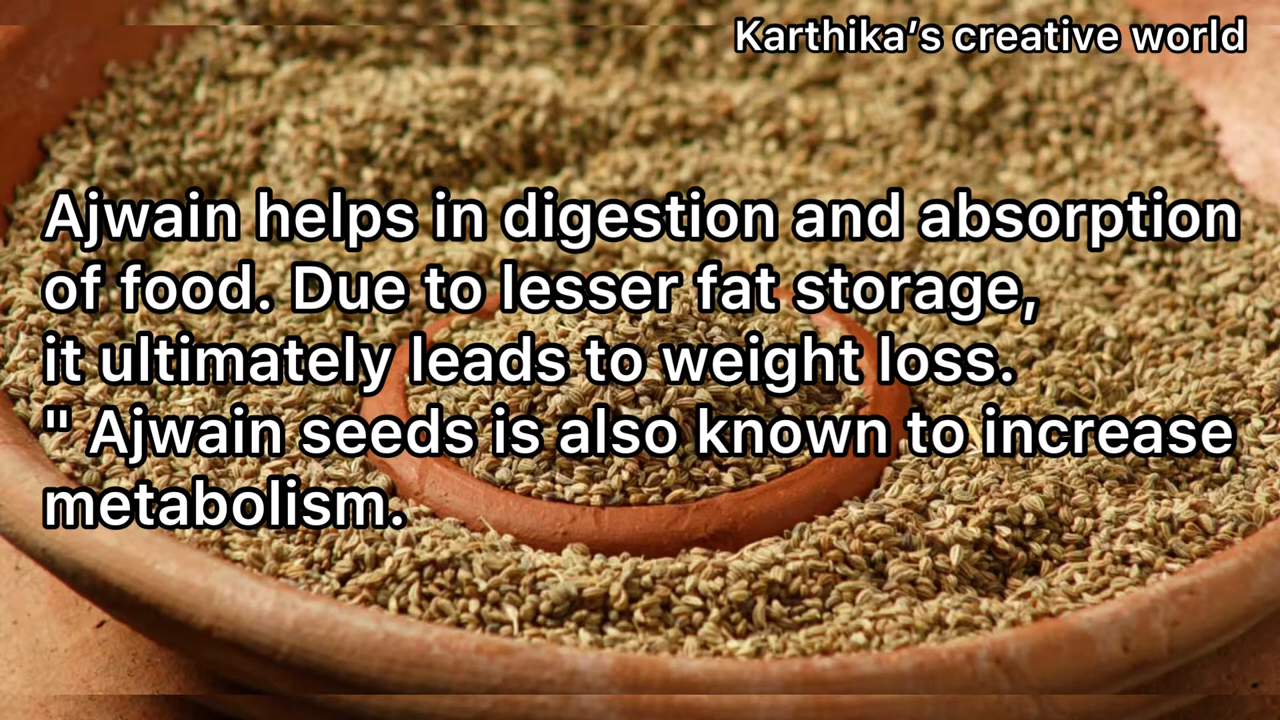 Karthika’s creative world
Ajwain helps in digestion and absorption
of food. Due to lesser fat storage,
it ultimately leads to weight loss.
" Ajwain seeds is also known to increase
metabolism.